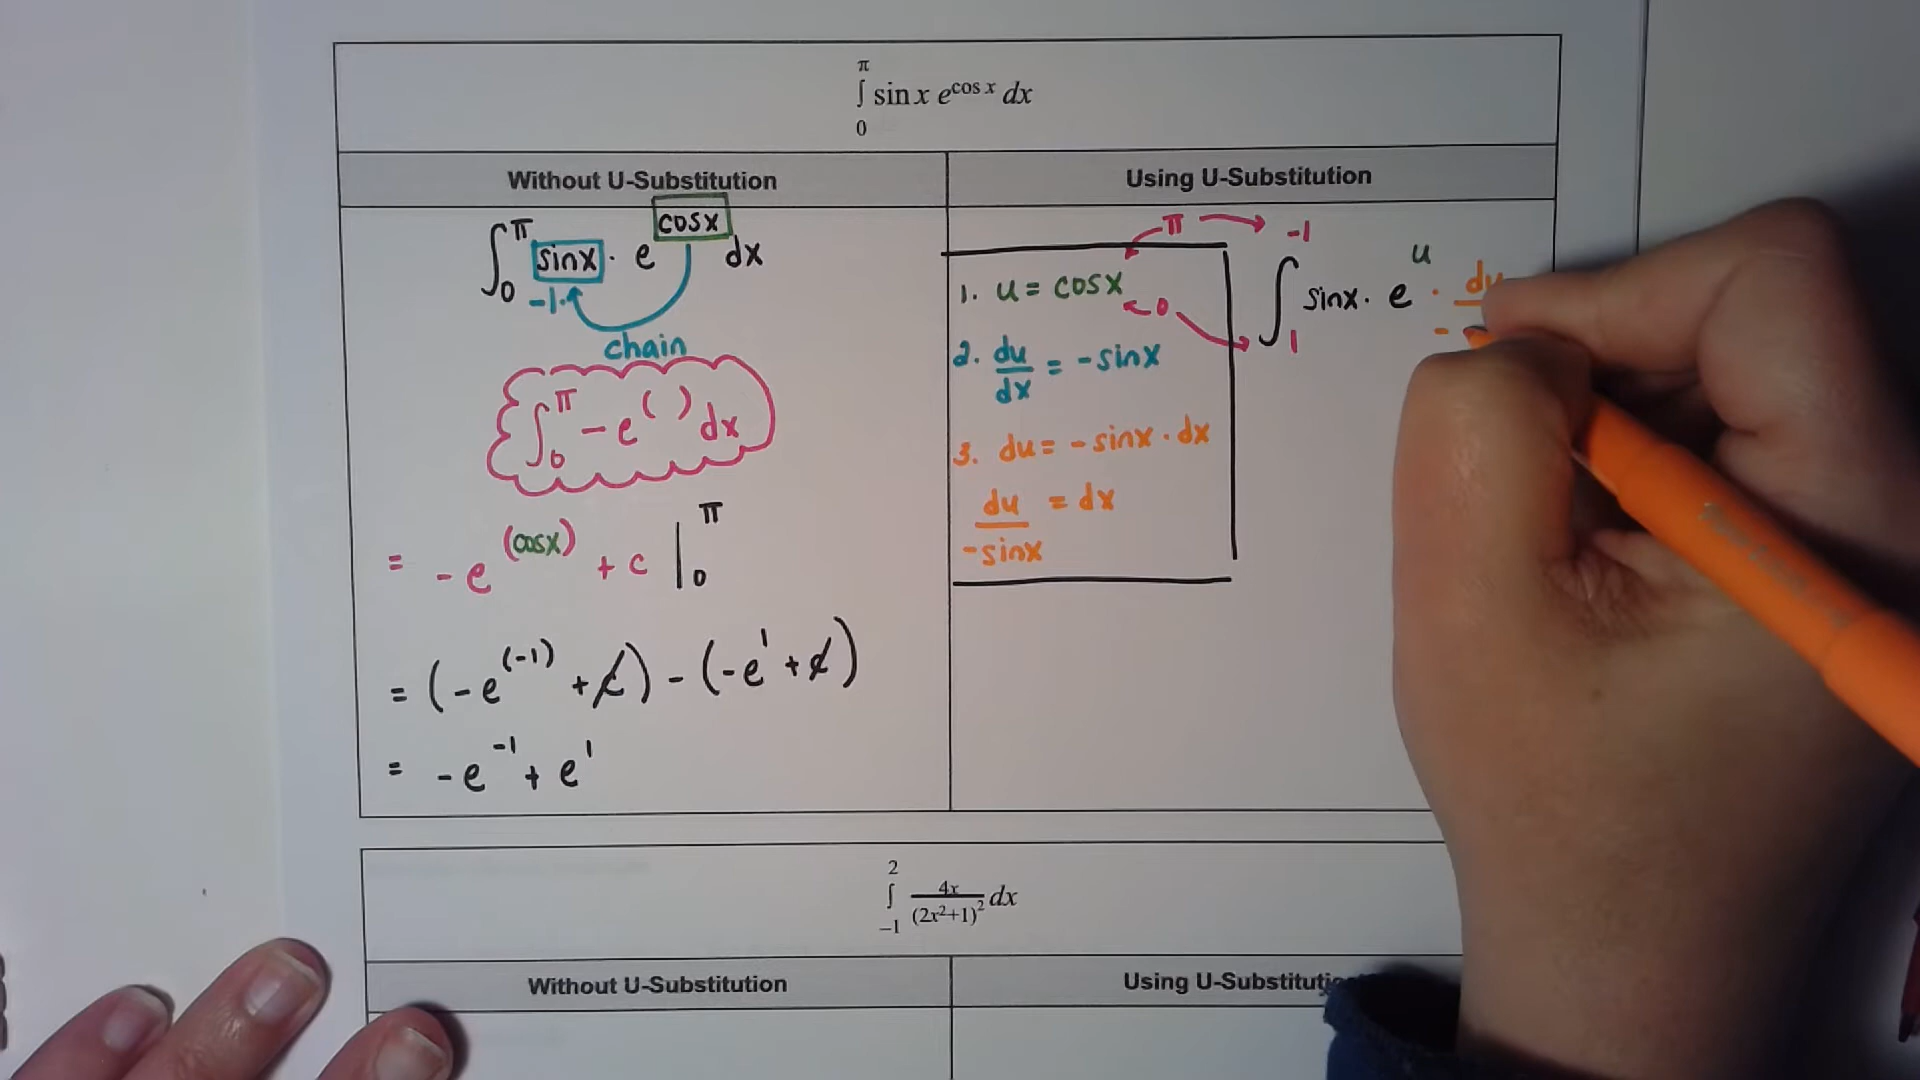 π
∫ sin x e^cos x dx
0
Without U-Substitution
∫₀^π sinx · e^cosx dx
-1·
chain
∫₀^π -e^( ) dx
= -e^(cosx) + c |₀^π
= (-e^(-1) + c) - (-e^1 + c)
= -e^-1 + e^1
Using U-Substitution
π
-1
1. u = cosx
0
2. du/dx = -sinx
3. du = -sinx · dx
du/-sinx = dx
∫ sinx · e^u · du
1
2
∫ 4x/(2x²+1)² dx
-1
Without U-Substitution
Using U-Substitution